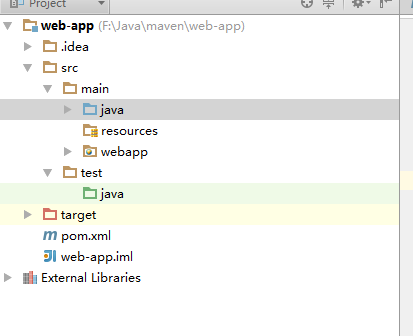 Project
web-app (F:\Java\maven\web-app)
.idea
src
main
java
resources
webapp
test
java
target
pom.xml
web-app.iml
External Libraries